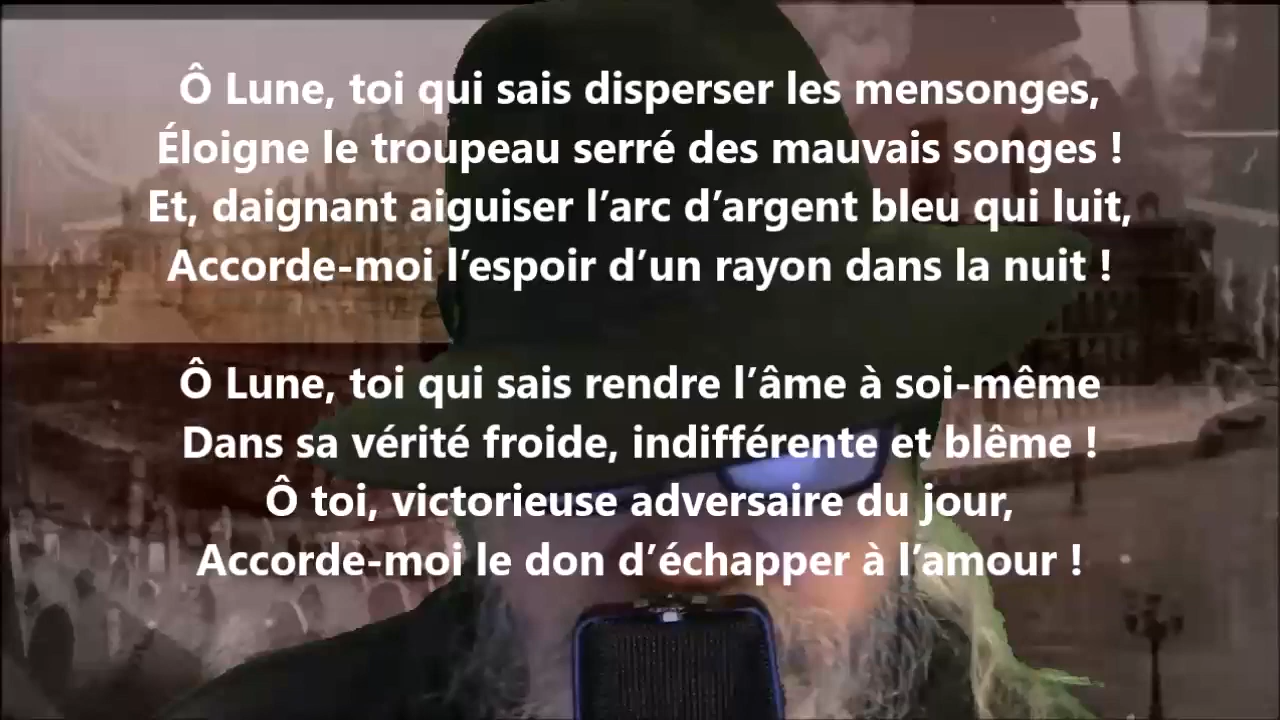 Ô Lune, toi qui sais disperser les mensonges,
Éloigne le troupeau serré des mauvais songes !
Et, daignant aiguiser l’arc d’argent bleu qui luit,
Accorde-moi l’espoir d’un rayon dans la nuit !
Ô Lune, toi qui sais rendre l’âme à soi-même
Dans sa vérité froide, indifférente et blême !
Ô toi, victorieuse adversaire du jour,
Accorde-moi le don d’échapper à l’amour !